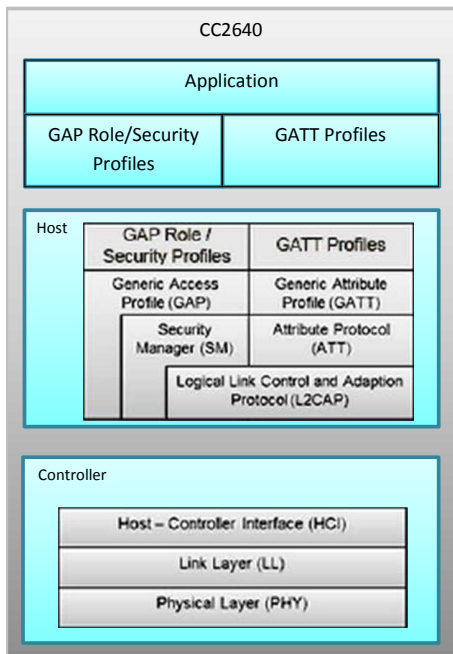 CC2640
Application
GAP Role/Security
Profiles
GATT Profiles
Host
GAP Role /
Security Profiles
GATT Profiles
Generic Access
Profile (GAP)
Generic Attribute
Profile (GATT)
Security
Manager (SM)
Attribute Protocol
(ATT)
Logical Link Control and Adaption
Protocol (L2CAP)
Controller
Host – Controller Interface (HCI)
Link Layer (LL)
Physical Layer (PHY)